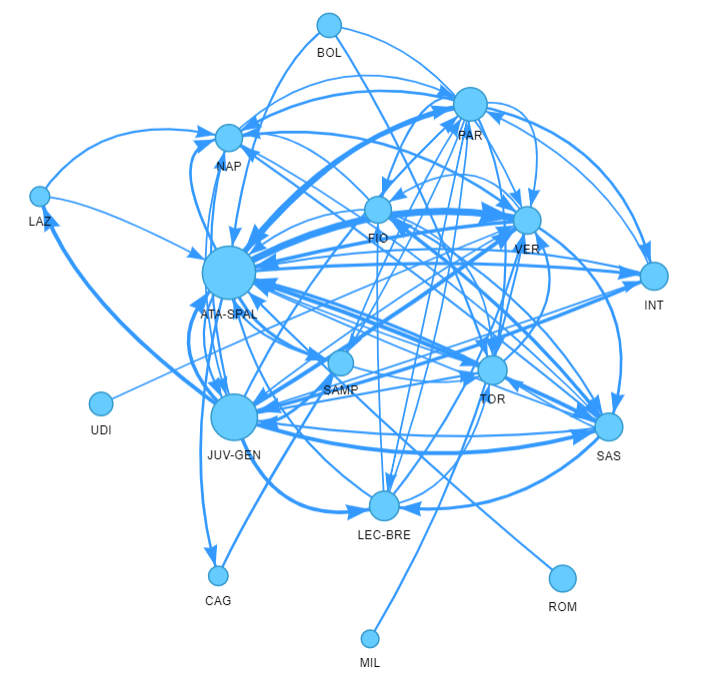 BOL
PAR
NAP
LAZ
FIO
VER
INT
ATA-SPAL
SAMP
TOR
UDI
SAS
JUV-GEN
LEC-BRE
CAG
ROM
MIL